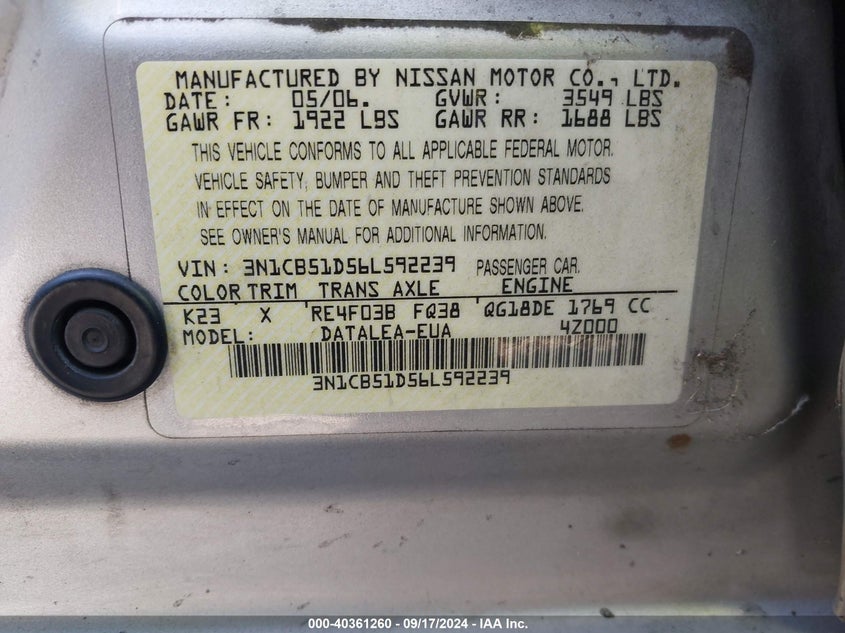 MANUFACTURED BY NISSAN MOTOR CO., LTD.
DATE: 05/06. GVWR: 3549 LBS
GAWR FR: 1922 LBS GAWR RR: 1688 LBS
THIS VEHICLE CONFORMS TO ALL APPLICABLE FEDERAL MOTOR.
VEHICLE SAFETY, BUMPER AND THEFT PREVENTION STANDARDS
IN EFFECT ON THE DATE OF MANUFACTURE SHOWN ABOVE.
SEE OWNER'S MANUAL FOR ADDITIONAL INFORMATION.
VIN: 3N1CB51D56L592239 PASSENGER CAR.
COLOR TRIM TRANS AXLE ENGINE
K23 X RE4F03B FQ38 QG18DE 1769 CC
MODEL: DATALEA-EUA 4Z000
3N1CB51D56L592239
000-40361260 - 09/17/2024 - IAA Inc.